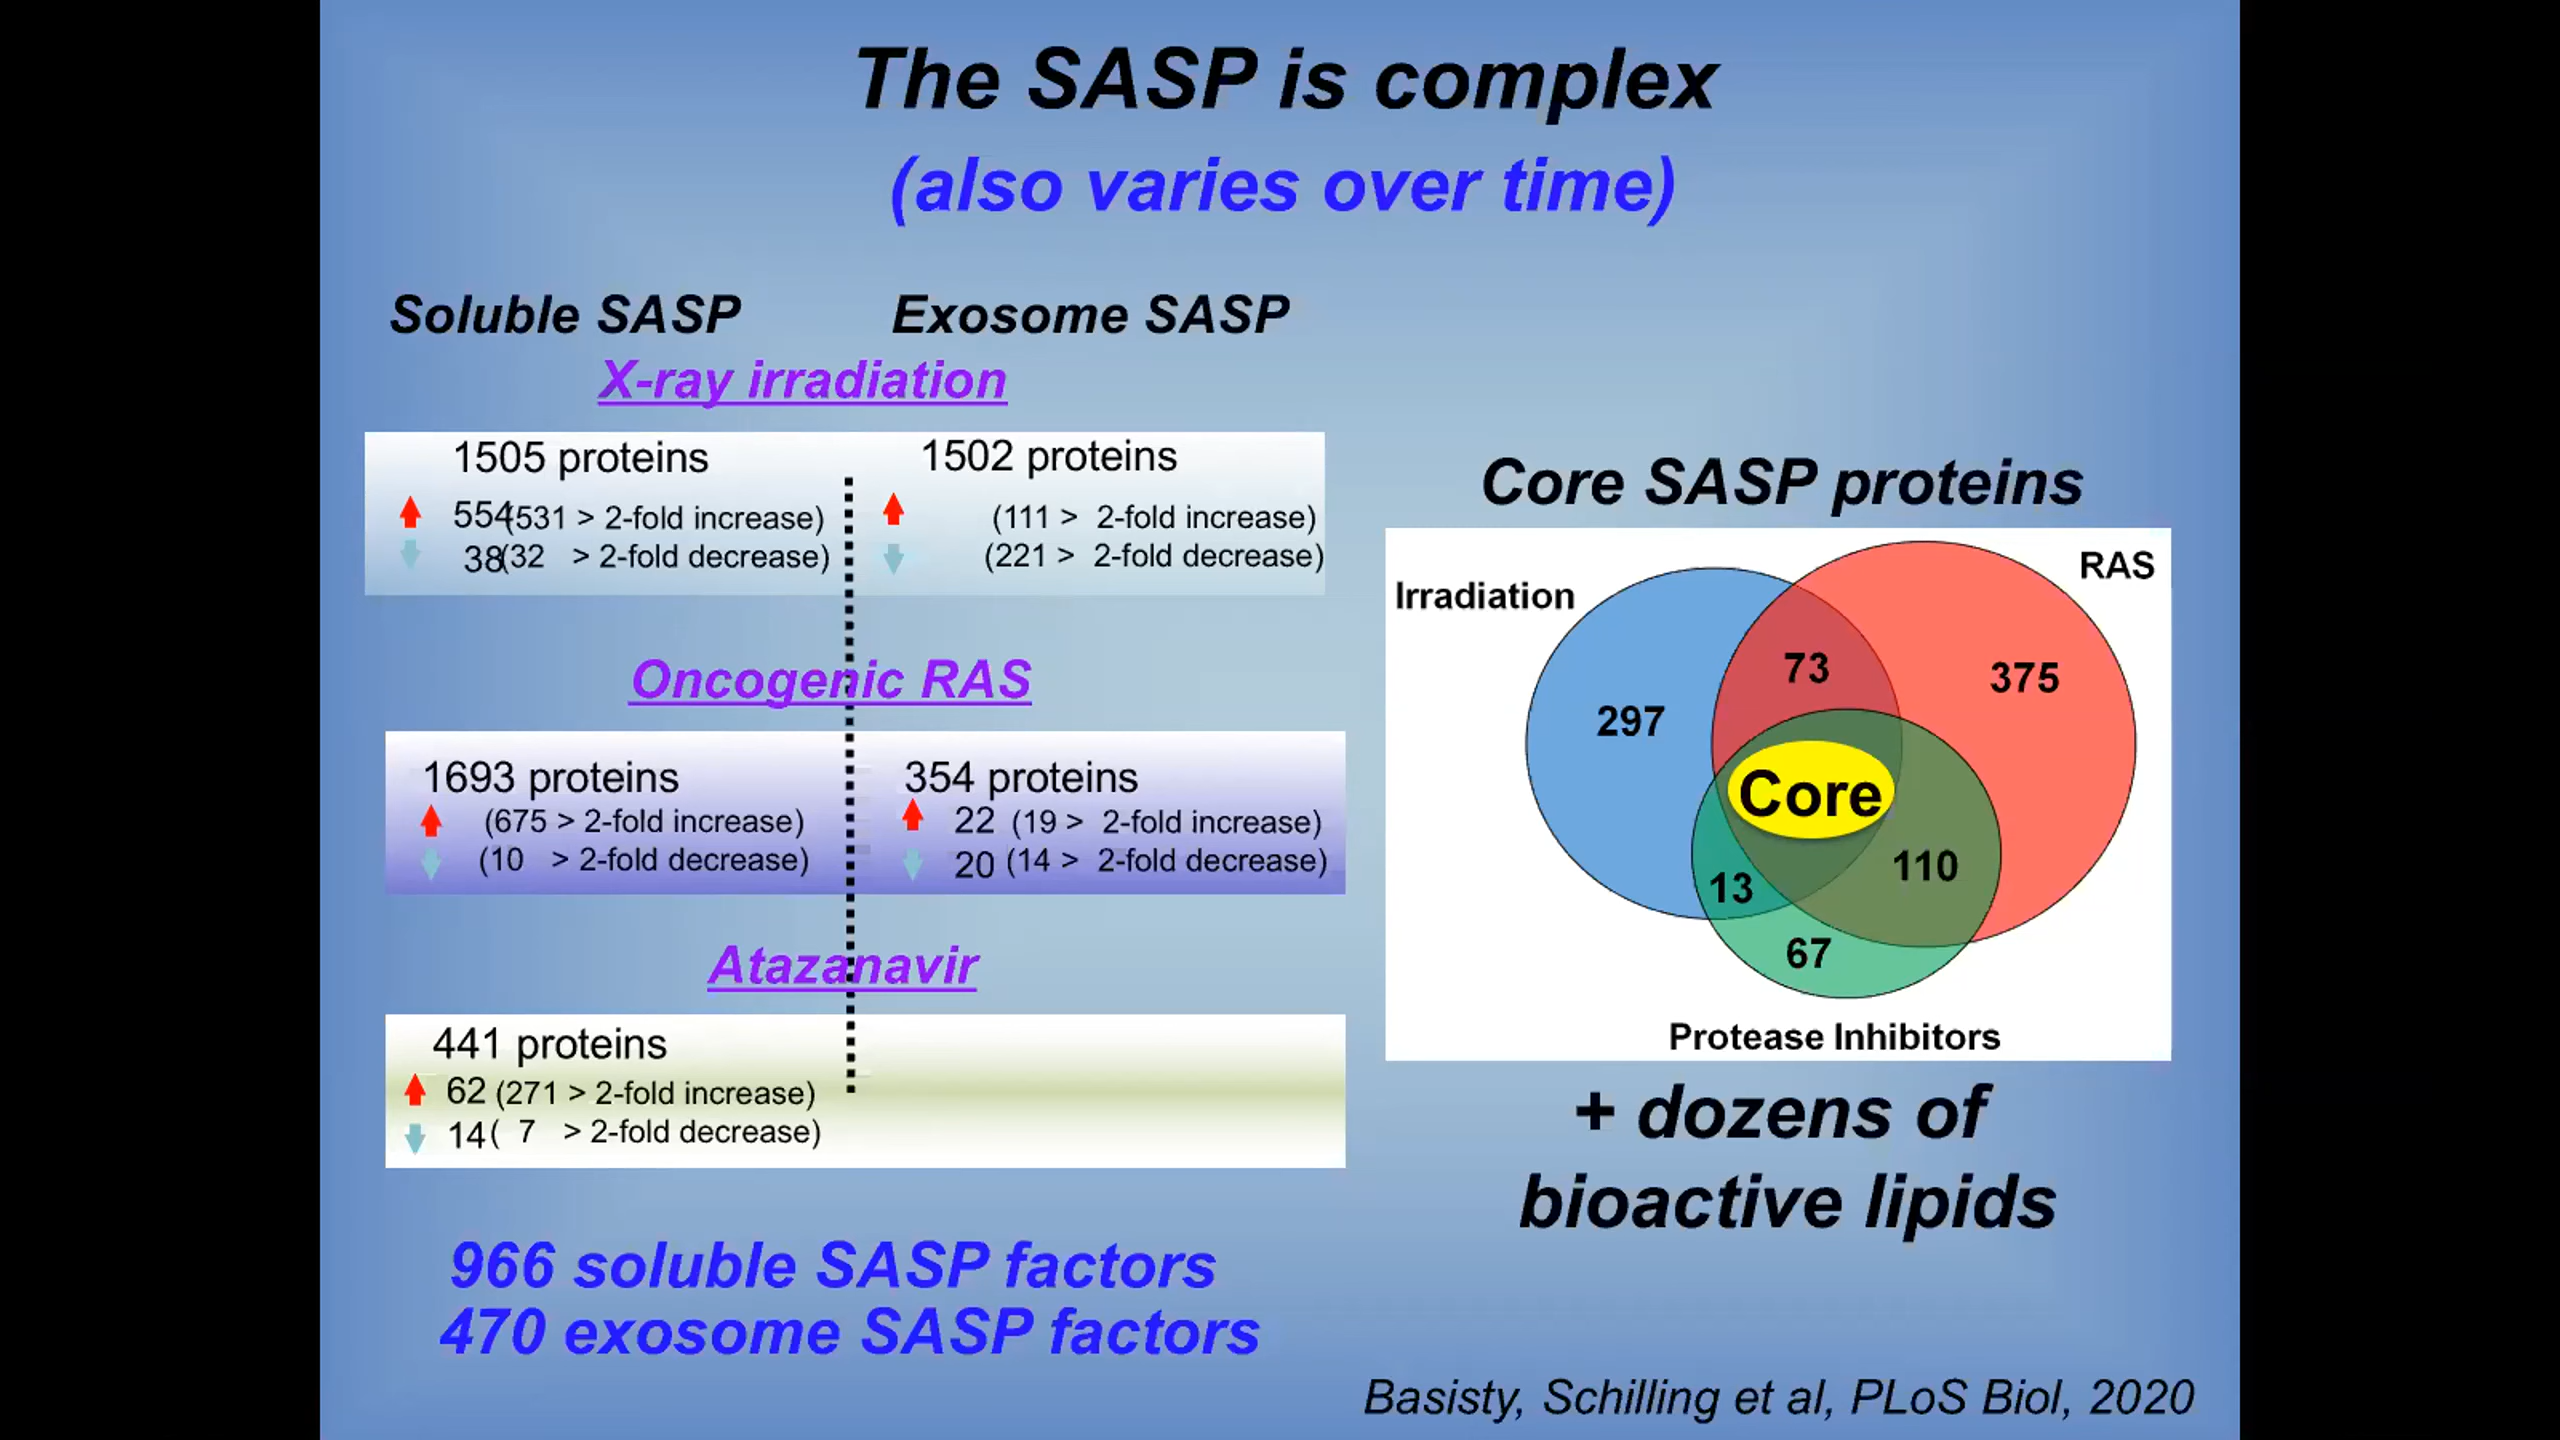 The SASP is complex
(also varies over time)
Soluble SASP
Exosome SASP
X-ray irradiation
1505 proteins
554(531 > 2-fold increase)
38(32 > 2-fold decrease)
1502 proteins
(111 > 2-fold increase)
(221 > 2-fold decrease)
Oncogenic RAS
1693 proteins
(675 > 2-fold increase)
(10 > 2-fold decrease)
354 proteins
22 (19 > 2-fold increase)
20 (14 > 2-fold decrease)
Atazanavir
441 proteins
62 (271 > 2-fold increase)
14( 7 > 2-fold decrease)
966 soluble SASP factors
470 exosome SASP factors
Core SASP proteins
RAS
Irradiation
73
375
297
Core
110
13
67
Protease Inhibitors
+ dozens of
bioactive lipids
Basisty, Schilling et al, PLoS Biol, 2020